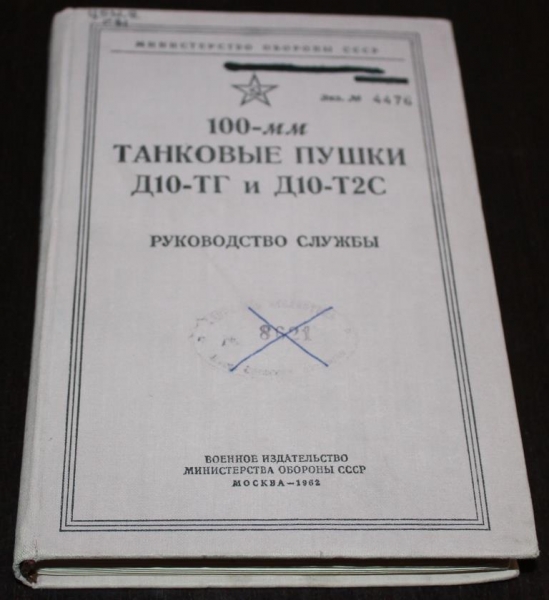 МИНИСТЕРСТВО ОБОРОНЫ СССР
Экз. № 4476
100-мм
ТАНКОВЫЕ ПУШКИ
Д10-ТГ и Д10-Т2С
РУКОВОДСТВО СЛУЖБЫ
8621
ВОЕННОЕ ИЗДАТЕЛЬСТВО
МИНИСТЕРСТВА ОБОРОНЫ СССР
МОСКВА—1962